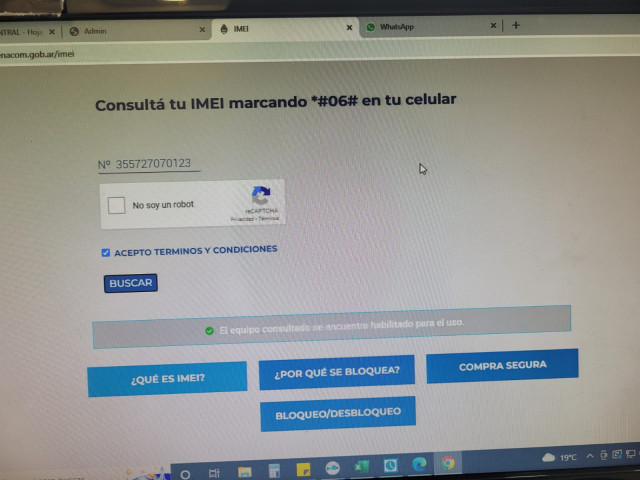 NTRAL - Hoja
Admin
IMEI
WhatsApp
enacom.gob.ar/imei
Consultá tu IMEI marcando *#06# en tu celular
Nº 355727070123
No soy un robot
reCAPTCHA
Privacidad - Términos
ACEPTO TERMINOS Y CONDICIONES
BUSCAR
El equipo consultado se encuentra habilitado para el uso.
¿QUÉ ES IMEI?
¿POR QUÉ SE BLOQUEA?
COMPRA SEGURA
BLOQUEO/DESBLOQUEO
19°C